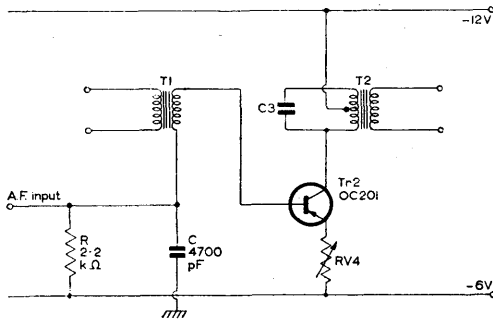 -12V
T1
T2
C3
A.F. input
Tr2
OC201
R
2·2
kΩ
C
4700
pF
RV4
-6V